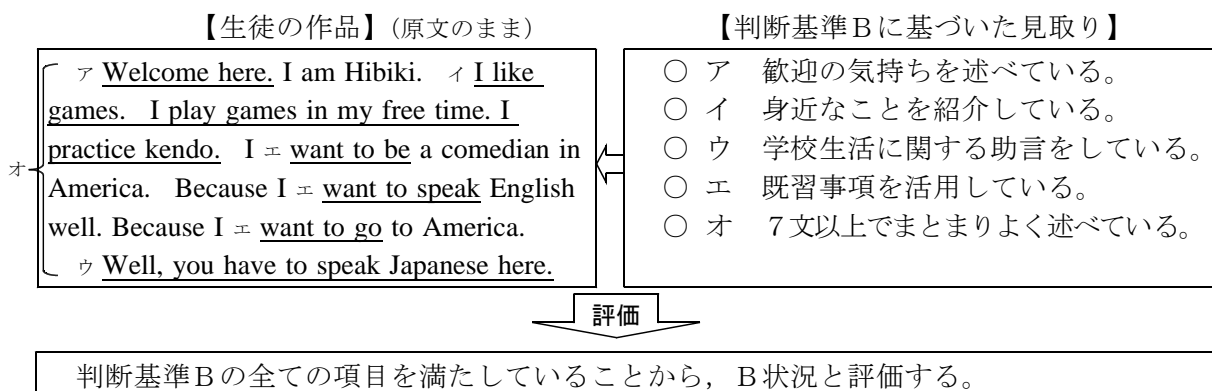 【生徒の作品】(原文のまま)
ア Welcome here. I am Hibiki. イ I like
games. I play games in my free time. I
practice kendo. I エ want to be a comedian in
America. Because I エ want to speak English
well. Because I エ want to go to America.
ウ Well, you have to speak Japanese here.
オ
【判断基準Bに基づいた見取り】
○ ア 歓迎の気持ちを述べている。
○ イ 身近なことを紹介している。
○ ウ 学校生活に関する助言をしている。
○ エ 既習事項を活用している。
○ オ 7文以上でまとまりよく述べている。
評価
判断基準Bの全ての項目を満たしていることから，B状況と評価する。